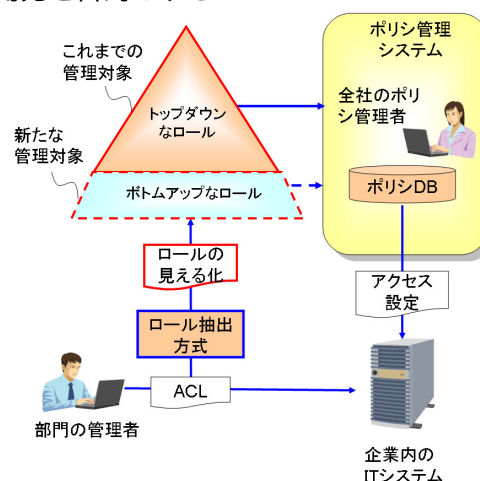 これまでの
管理対象
新たな
管理対象
トップダウン
なロール
ボトムアップなロール
ポリシ管理
システム
全社のポリ
シ管理者
ポリシDB
ロールの
見える化
ロール抽出
方式
アクセス
設定
ACL
部門の管理者
企業内の
ITシステム